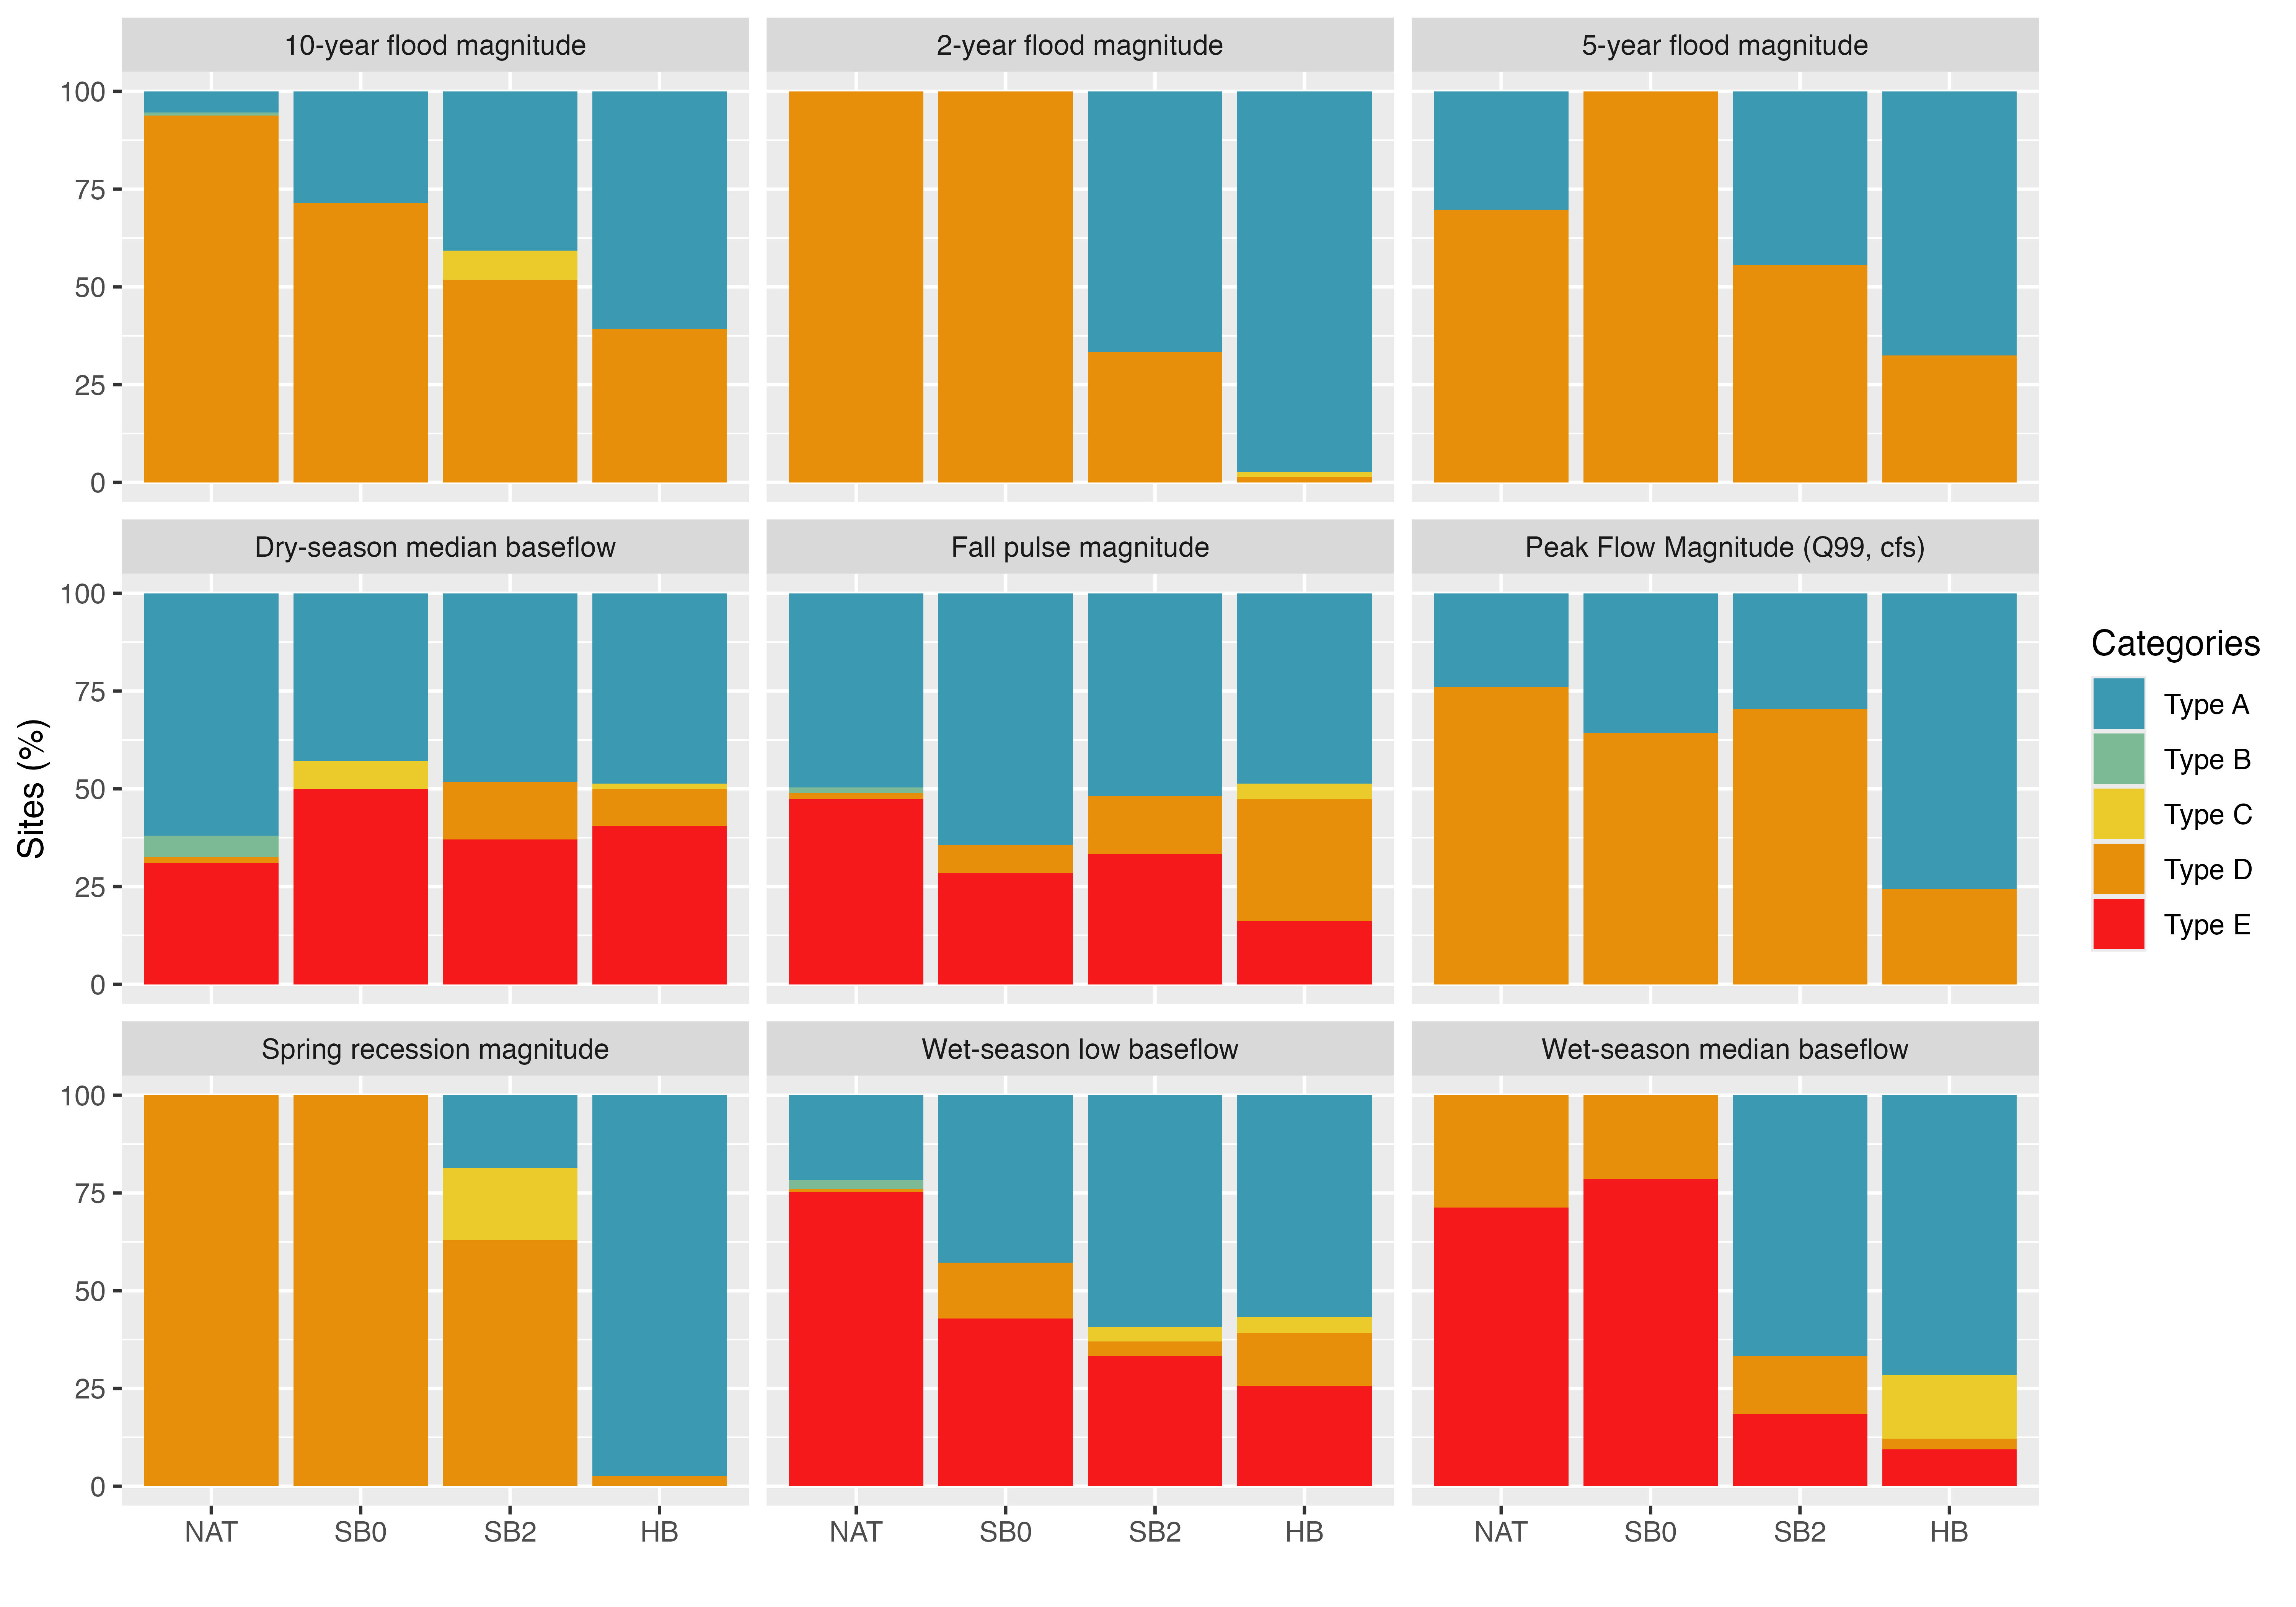 10-year flood magnitude
2-year flood magnitude
5-year flood magnitude
100
75
50
25
0
Dry-season median baseflow
Fall pulse magnitude
Peak Flow Magnitude (Q99, cfs)
100
75
50
25
0
Spring recession magnitude
Wet-season low baseflow
Wet-season median baseflow
100
75
50
25
0
NAT SB0 SB2 HB
NAT SB0 SB2 HB
NAT SB0 SB2 HB
Sites (%)
Categories
Type A
Type B
Type C
Type D
Type E